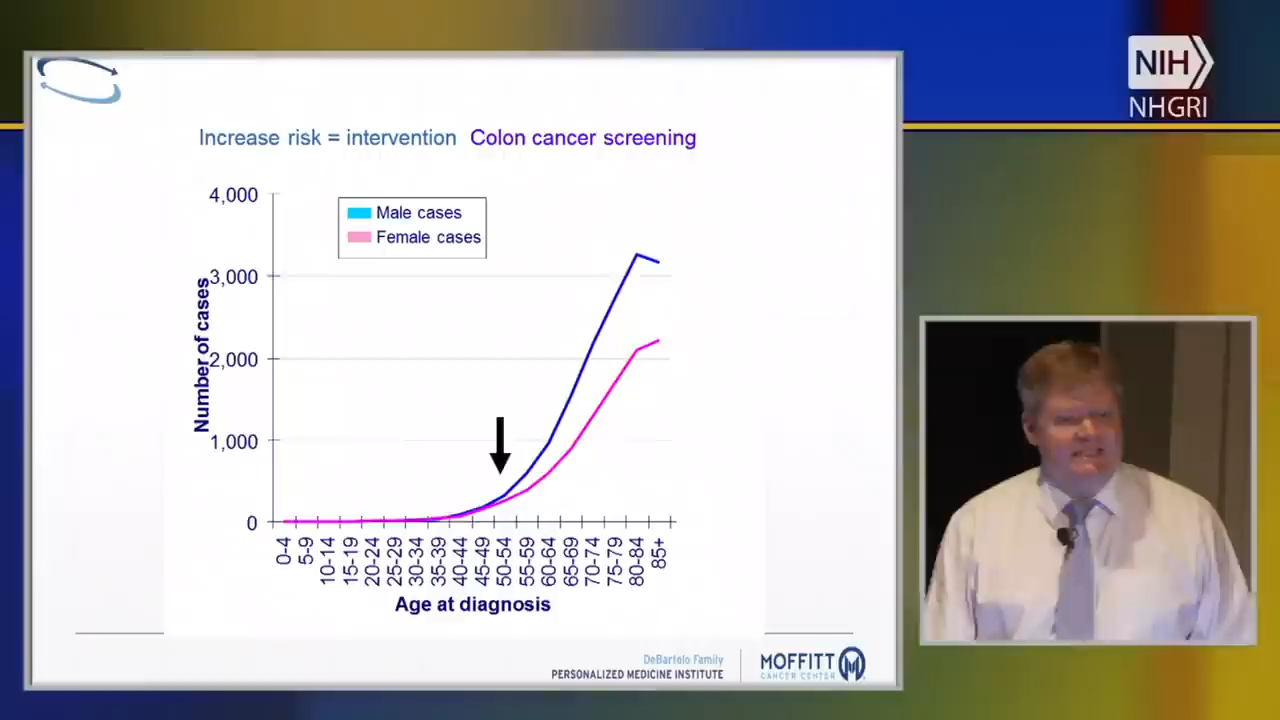 NIH
NHGRI
Increase risk = intervention Colon cancer screening
4,000
3,000
2,000
1,000
0
Number of cases
Male cases
Female cases
0-4
5-9
10-14
15-19
20-24
25-29
30-34
35-39
40-44
45-49
50-54
55-59
60-64
65-69
70-74
75-79
80-84
85+
Age at diagnosis
DeBartolo Family
PERSONALIZED MEDICINE INSTITUTE
MOFFITT
CANCER CENTER